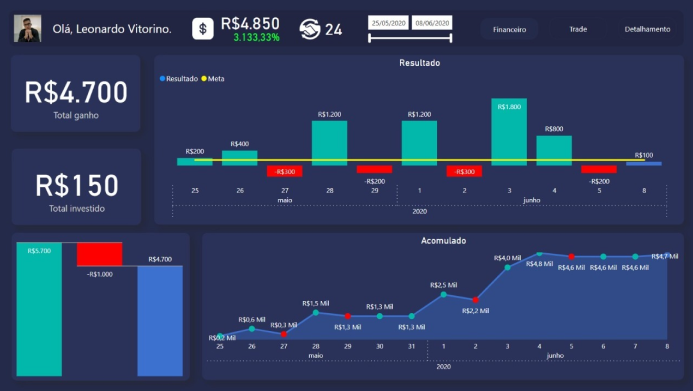 Olá, Leonardo Vitorino.
$
R$4.850
3.133,33%
24
25/05/2020 08/06/2020
Financeiro Trade Detalhamento
R$4.700
Total ganho
R$150
Total investido
Resultado
Resultado Meta
R$200 R$400 -R$300 R$1.200 -R$200 R$1.200 -R$300 R$1.800 R$800 -R$200 R$100
25 26 27 28 29 1 2 3 4 5 8
maio junho
2020
R$5.700 -R$1.000 R$4.700
Acumulado
R$0,2 Mil R$0,6 Mil R$0,3 Mil R$1,5 Mil R$1,3 Mil R$1,3 Mil R$1,3 Mil R$2,5 Mil R$2,2 Mil R$4,0 Mil R$4,8 Mil R$4,6 Mil R$4,6 Mil R$4,6 Mil R$4,7 Mil
25 26 27 28 29 30 31 1 2 3 4 5 6 7 8
maio junho
2020